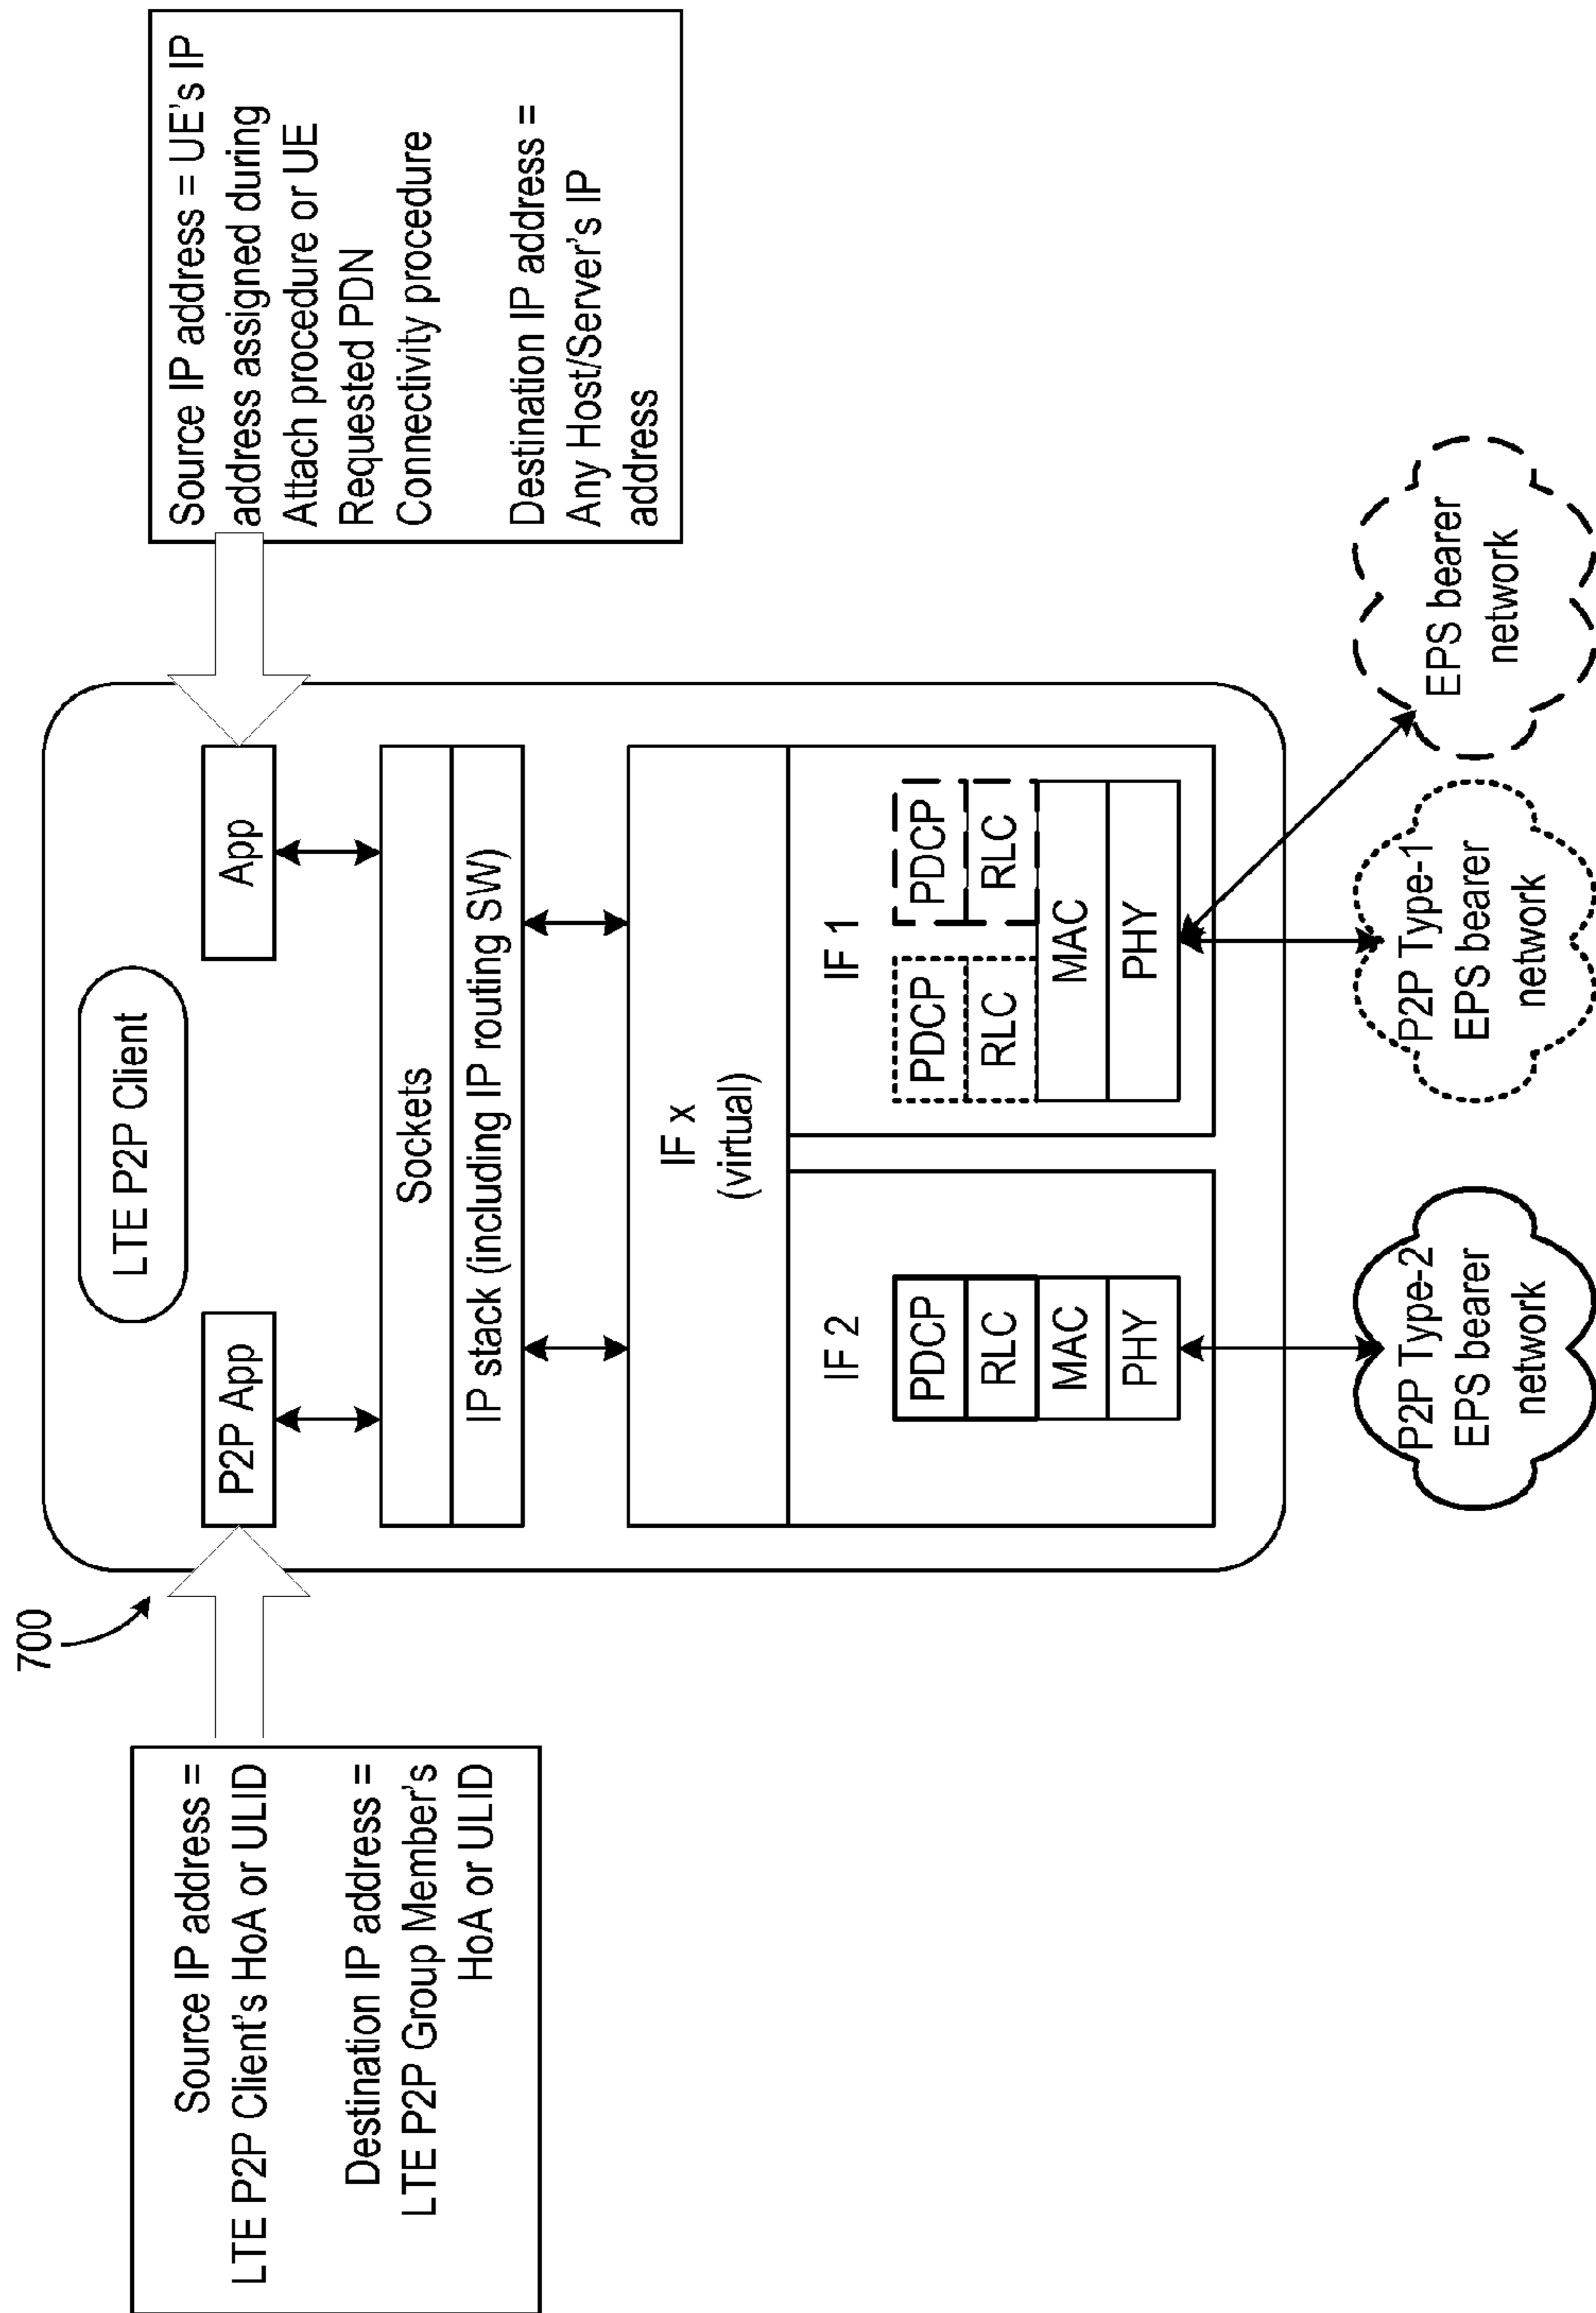 700
Source IP address =
LTE P2P Client's HoA or ULID
Destination IP address =
LTE P2P Group Member's
HoA or ULID
LTE P2P Client
P2P App
App
Source IP address = UE's IP
address assigned during
Attach procedure or UE
Requested PDN
Connectivity procedure
Destination IP address =
Any Host/Server's IP
address
Sockets
IP stack (including IP routing SW)
IF x
(virtual)
IF 2
PDCP
RLC
MAC
PHY
IF 1
PDCP
RLC
PDCP
RLC
MAC
PHY
P2P Type-2
EPS bearer
network
P2P Type-1
EPS bearer
network
EPS bearer
network